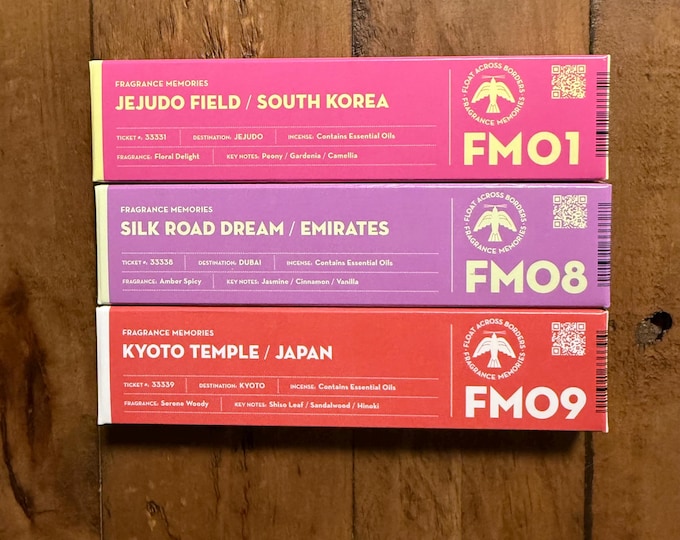 FRAGRANCE MEMORIES
JEJUDO FIELD / SOUTH KOREA
TICKET #: 33331 DESTINATION: JEJUDO INCENSE: Contains Essential Oils
FRAGRANCE: Floral Delight KEY NOTES: Peony / Gardenia / Camellia
· FLOAT ACROSS BORDERS · FRAGRANCE MEMORIES
FM01
FRAGRANCE MEMORIES
SILK ROAD DREAM / EMIRATES
TICKET #: 33338 DESTINATION: DUBAI INCENSE: Contains Essential Oils
FRAGRANCE: Amber Spicy KEY NOTES: Jasmine / Cinnamon / Vanilla
· FLOAT ACROSS BORDERS · FRAGRANCE MEMORIES
FM08
FRAGRANCE MEMORIES
KYOTO TEMPLE / JAPAN
TICKET #: 33339 DESTINATION: KYOTO INCENSE: Contains Essential Oils
FRAGRANCE: Serene Woody KEY NOTES: Shiso Leaf / Sandalwood / Hinoki
· FLOAT ACROSS BORDERS · FRAGRANCE MEMORIES
FM09